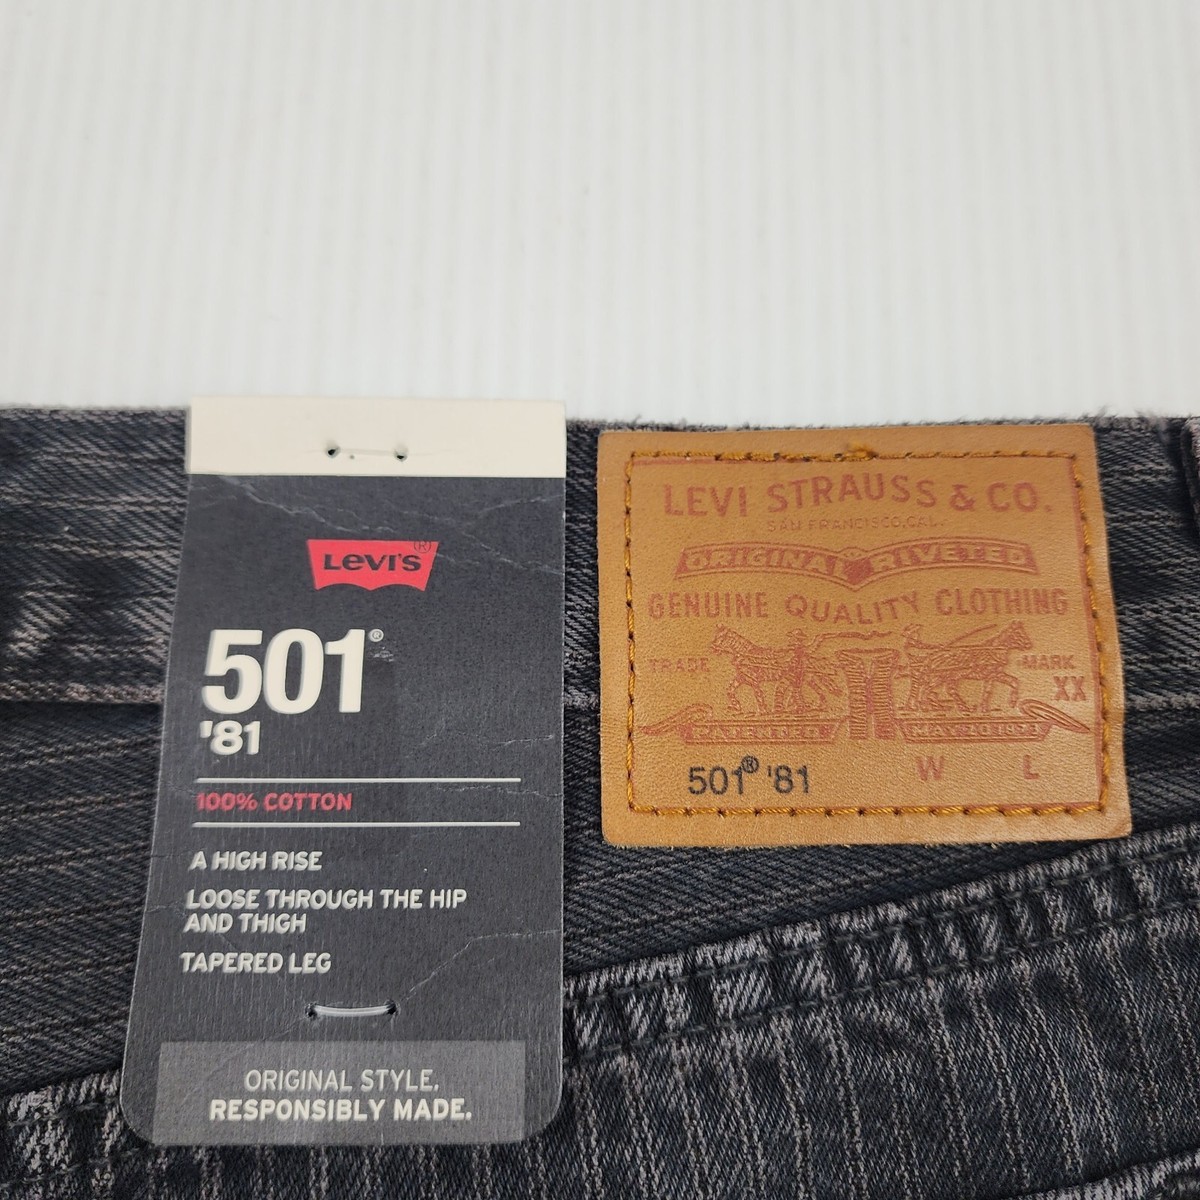 LEVI'S®
501®
'81
100% COTTON
A HIGH RISE
LOOSE THROUGH THE HIP
AND THIGH
TAPERED LEG
ORIGINAL STYLE.
RESPONSIBLY MADE.
LEVI STRAUSS & CO.
SAN FRANCISCO, CAL.
ORIGINAL RIVETED
GENUINE QUALITY CLOTHING
TRADE MARK
XX
PATENTED MAY 20 1873
501® '81 W L